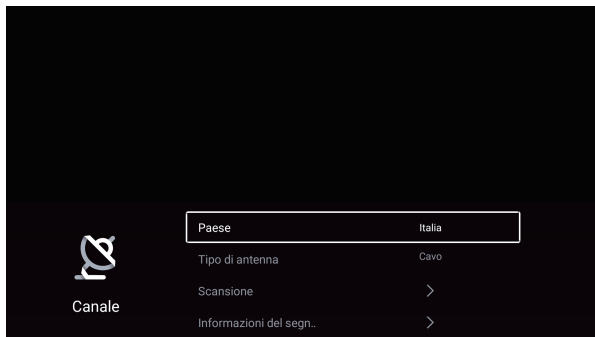 Paese
Italia
Tipo di antenna
Cavo
Scansione
Informazioni del segn..
Canale